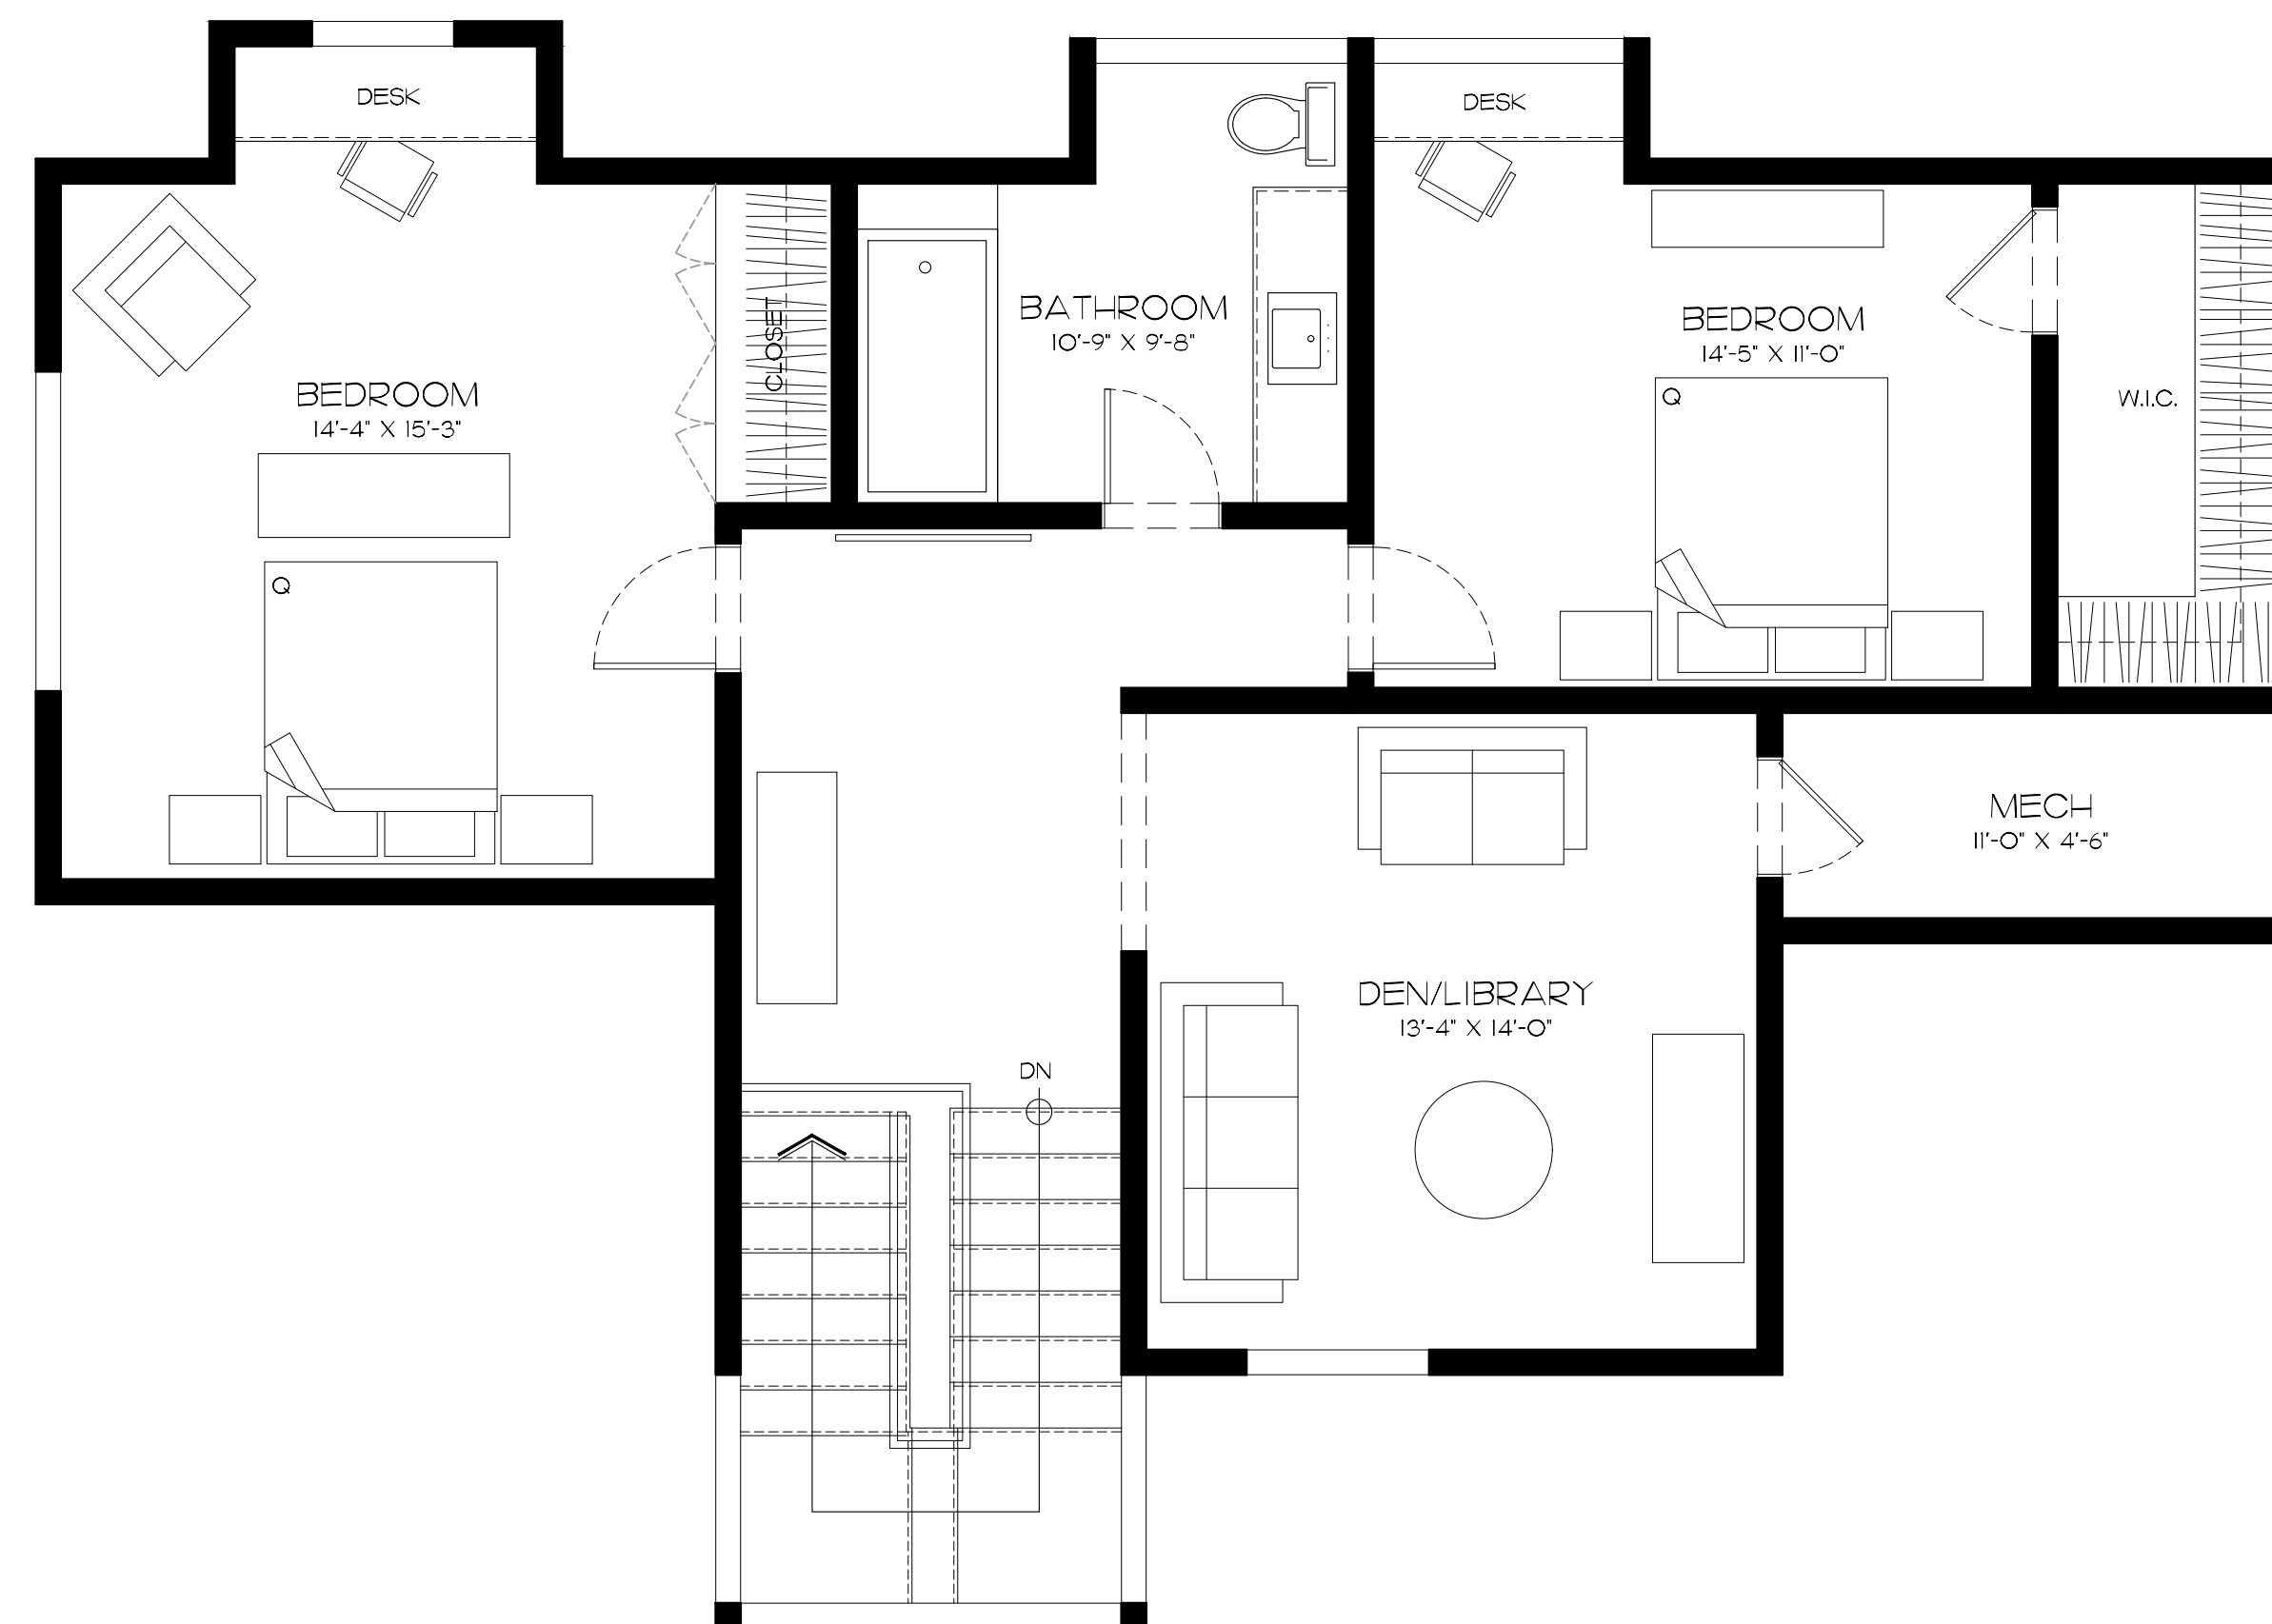 DESK
DESK
BATHROOM
10'-9" X 9'-8"
BEDROOM
14'-5" X 11'-0"
CLOSET
BEDROOM
14'-4" X 15'-3"
Q
W.I.C.
Q
MECH
11'-0" X 4'-6"
DEN/LIBRARY
13'-4" X 14'-0"
DN